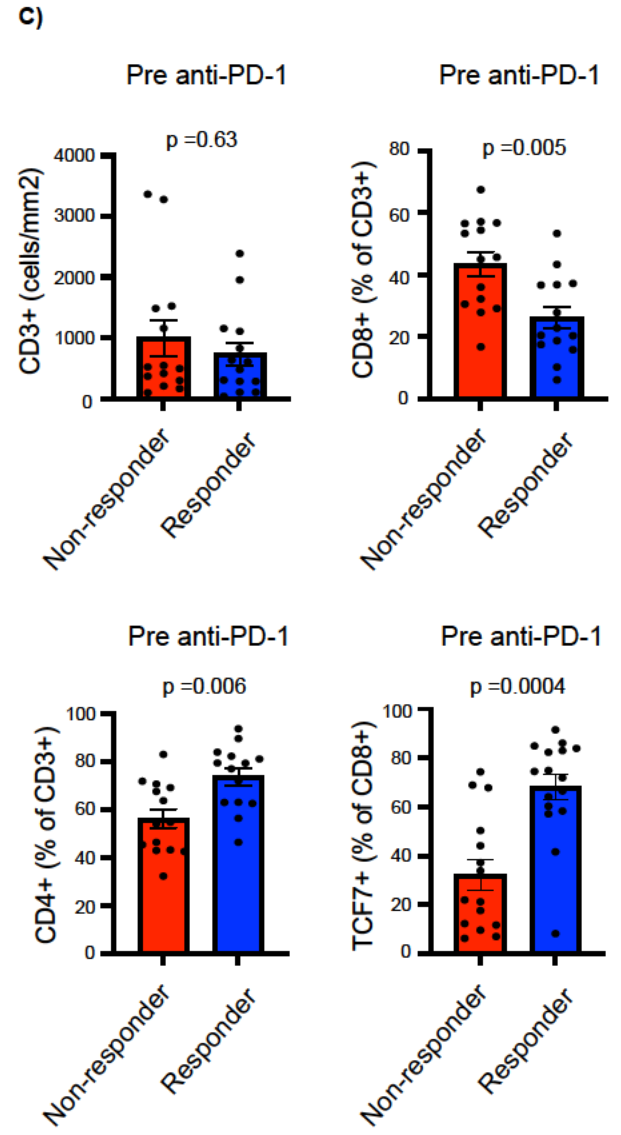 C)
Pre anti-PD-1
p =0.63
CD3+ (cells/mm2)
4000
3000
2000
1000
0
Non-responder
Responder
Pre anti-PD-1
p =0.005
CD8+ (% of CD3+)
80
60
40
20
0
Non-responder
Responder
Pre anti-PD-1
p =0.006
CD4+ (% of CD3+)
100
80
60
40
20
0
Non-responder
Responder
Pre anti-PD-1
p =0.0004
TCF7+ (% of CD8+)
100
80
60
40
20
0
Non-responder
Responder